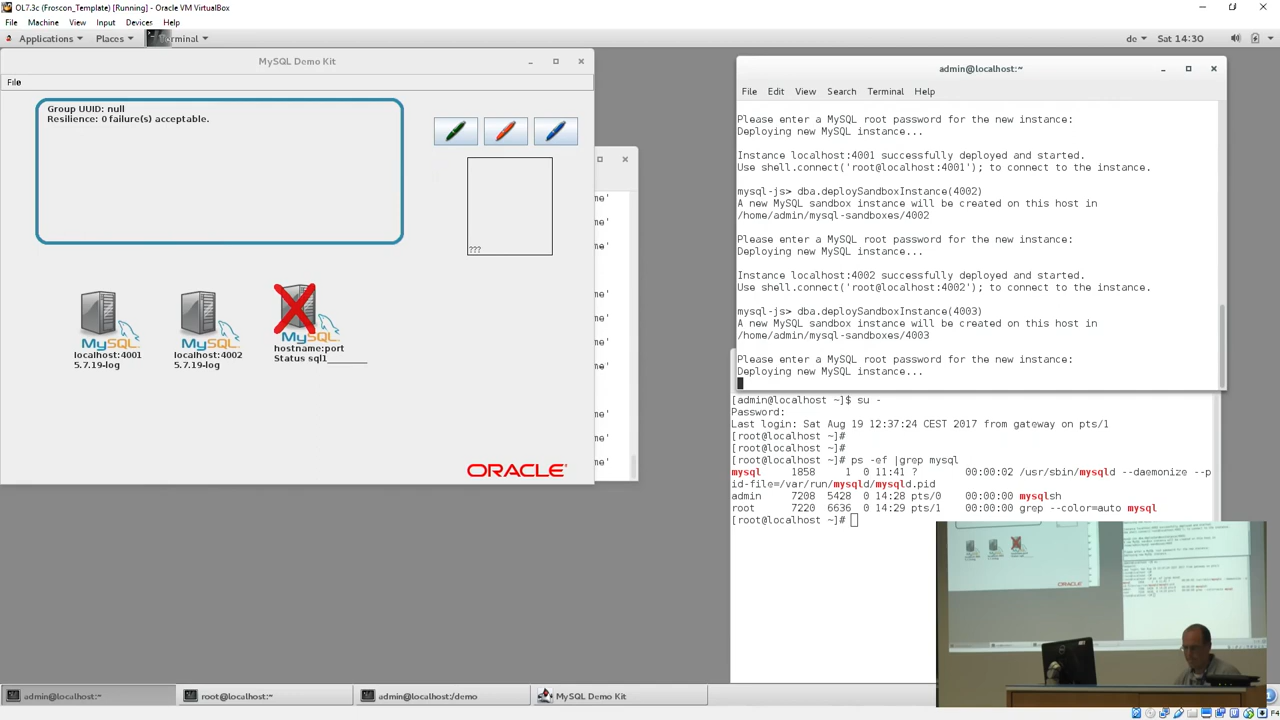 OL7.3c (Froscon_Template) [Running] - Oracle VM VirtualBox
File Machine View Input Devices Help
Applications Places Terminal de Sat 14:30
MySQL Demo Kit
File
Group UUID: null
Resilience: 0 failure(s) acceptable.
???
MySQL
localhost:4001
5.7.19-log
MySQL
localhost:4002
5.7.19-log
MySQL
hostname:port
Status sql1________
ORACLE
me'
me'
me'
me'
me'
me'
me'
me'
admin@localhost:~
File Edit View Search Terminal Help
Please enter a MySQL root password for the new instance:
Deploying new MySQL instance...
Instance localhost:4001 successfully deployed and started.
Use shell.connect('root@localhost:4001'); to connect to the instance.
mysql-js> dba.deploySandboxInstance(4002)
A new MySQL sandbox instance will be created on this host in
/home/admin/mysql-sandboxes/4002
Please enter a MySQL root password for the new instance:
Deploying new MySQL instance...
Instance localhost:4002 successfully deployed and started.
Use shell.connect('root@localhost:4002'); to connect to the instance.
mysql-js> dba.deploySandboxInstance(4003)
A new MySQL sandbox instance will be created on this host in
/home/admin/mysql-sandboxes/4003
Please enter a MySQL root password for the new instance:
Deploying new MySQL instance...
[admin@localhost ~]$ su -
Password:
Last login: Sat Aug 19 12:37:24 CEST 2017 from gateway on pts/1
[root@localhost ~]#
[root@localhost ~]#
[root@localhost ~]# ps -ef |grep mysql
mysql 1858 1 0 11:41 ? 00:00:02 /usr/sbin/mysqld --daemonize --p
id-file=/var/run/mysqld/mysqld.pid
admin 7208 5428 0 14:28 pts/0 00:00:00 mysqlsh
root 7220 6636 0 14:29 pts/1 00:00:00 grep --color=auto mysql
[root@localhost ~]#
admin@localhost:~ root@localhost:~ admin@localhost:/demo MySQL Demo Kit
F4